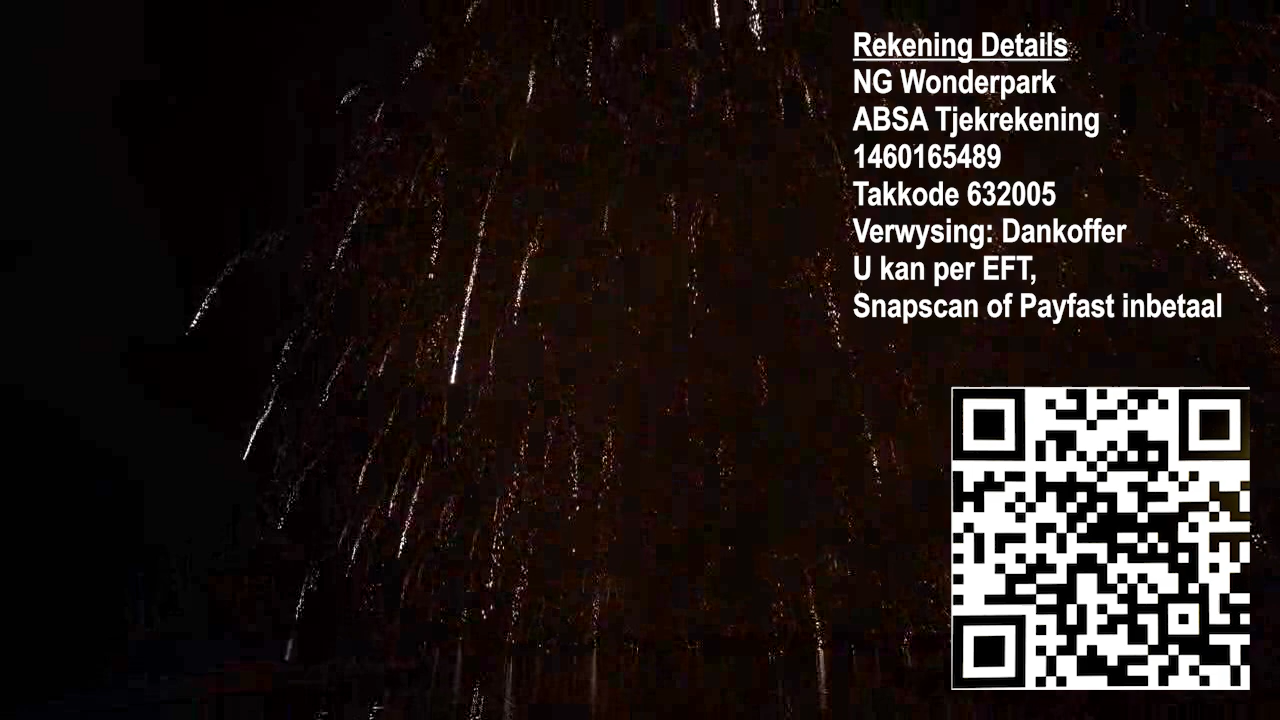 Rekening Details
NG Wonderpark
ABSA Tjekrekening
1460165489
Takkode 632005
Verwysing: Dankoffer
U kan per EFT,
Snapscan of Payfast inbetaal